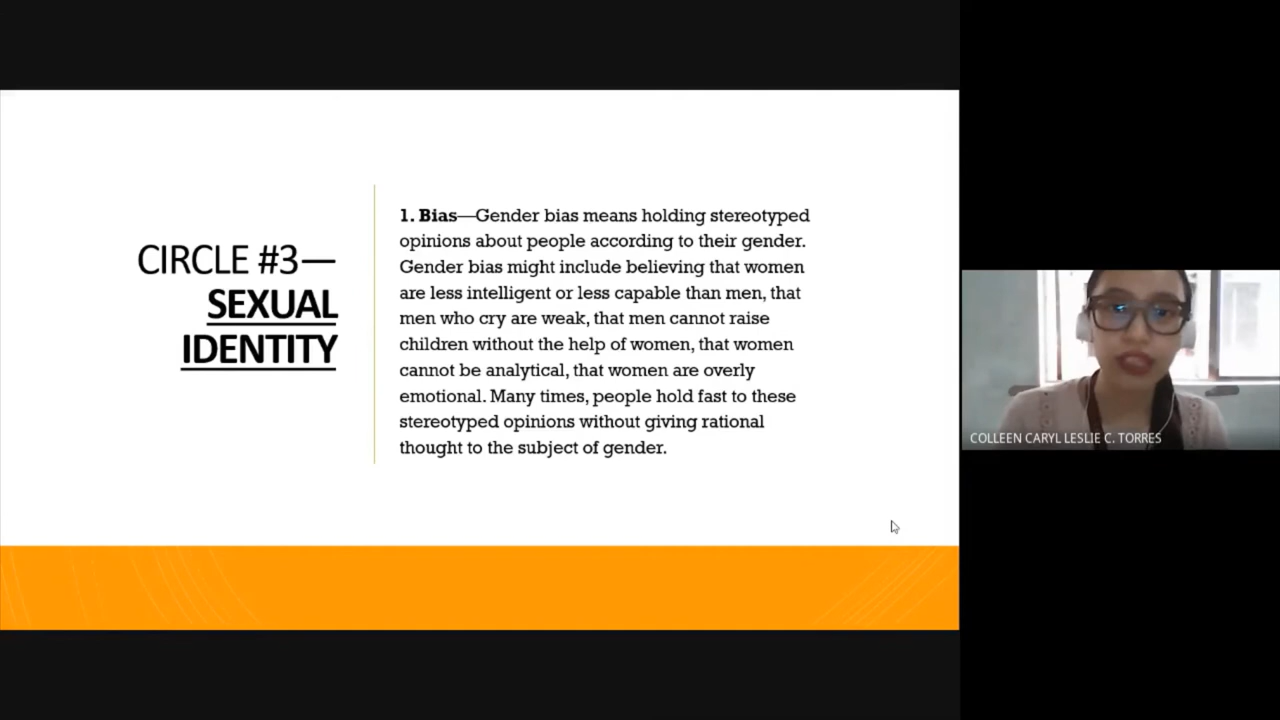 CIRCLE #3—
SEXUAL
IDENTITY
1. Bias—Gender bias means holding stereotyped
opinions about people according to their gender.
Gender bias might include believing that women
are less intelligent or less capable than men, that
men who cry are weak, that men cannot raise
children without the help of women, that women
cannot be analytical, that women are overly
emotional. Many times, people hold fast to these
stereotyped opinions without giving rational
thought to the subject of gender.
COLLEEN CARYL LESLIE C. TORRES